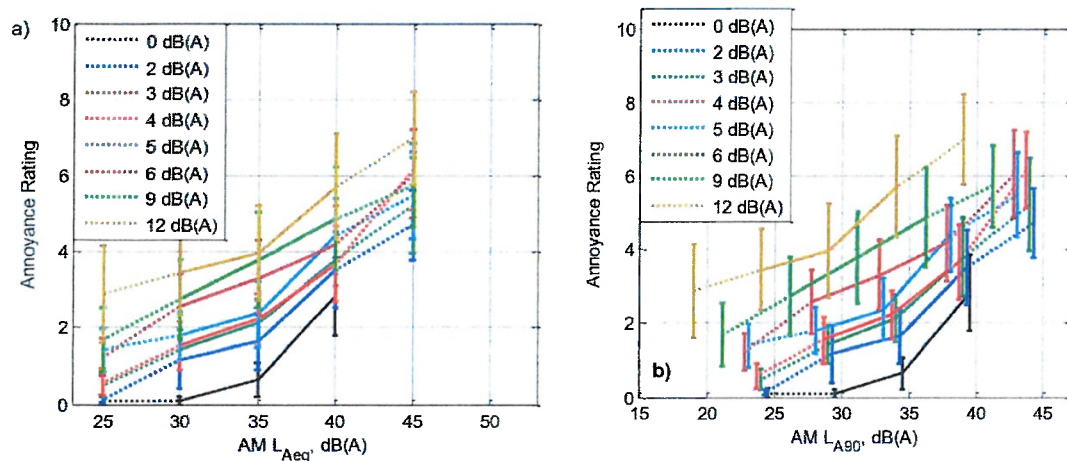 a)
10
8
6
4
2
0
Annoyance Rating
0 dB(A)
2 dB(A)
3 dB(A)
4 dB(A)
5 dB(A)
6 dB(A)
9 dB(A)
12 dB(A)
25 30 35 40 45 50
AM LAeq, dB(A)
10
8
6
4
2
0
Annoyance Rating
0 dB(A)
2 dB(A)
3 dB(A)
4 dB(A)
5 dB(A)
6 dB(A)
9 dB(A)
12 dB(A)
b)
15 20 25 30 35 40 45
AM LA90, dB(A)